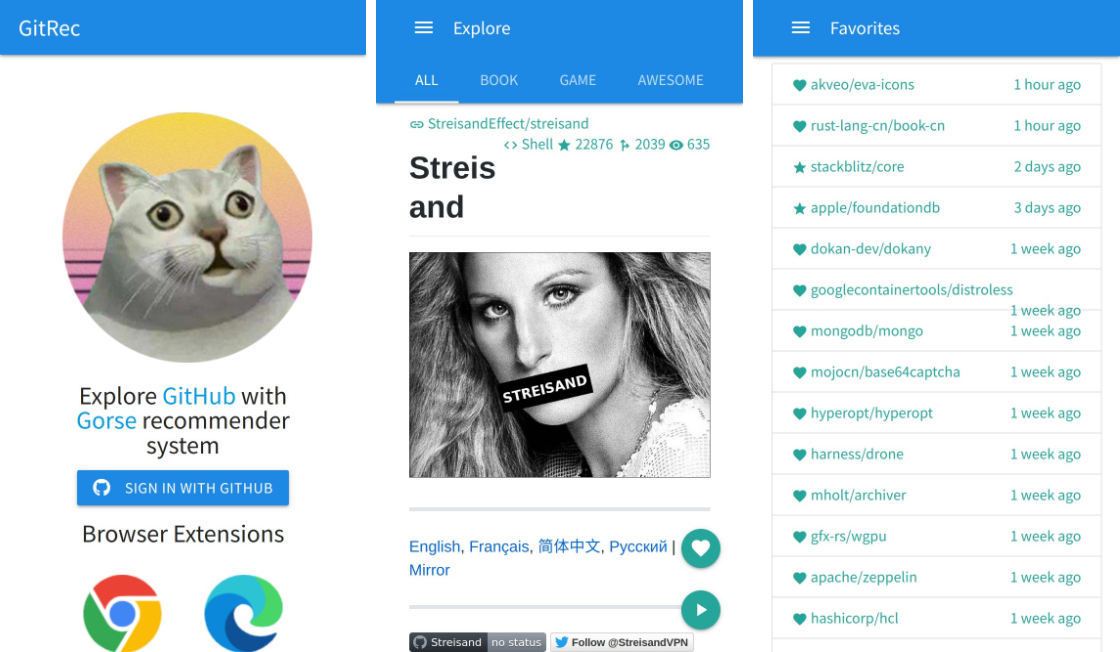 GitRec
Explore GitHub with
Gorse recommender
system
SIGN IN WITH GITHUB
Browser Extensions
Explore
ALL BOOK GAME AWESOME
StreisandEffect/streisand
Shell 22876 2039 635
Streis
and
STREISAND
English, Français, 简体中文, Русский |
Mirror
Streisand no status Follow @StreisandVPN
Favorites
akveo/eva-icons 1 hour ago
rust-lang-cn/book-cn 1 hour ago
stackblitz/core 2 days ago
apple/foundationdb 3 days ago
dokan-dev/dokany 1 week ago
googlecontainertools/distroless
1 week ago
mongodb/mongo 1 week ago
mojocn/base64captcha 1 week ago
hyperopt/hyperopt 1 week ago
harness/drone 1 week ago
mholt/archiver 1 week ago
gfx-rs/wgpu 1 week ago
apache/zeppelin 1 week ago
hashicorp/hcl 1 week ago